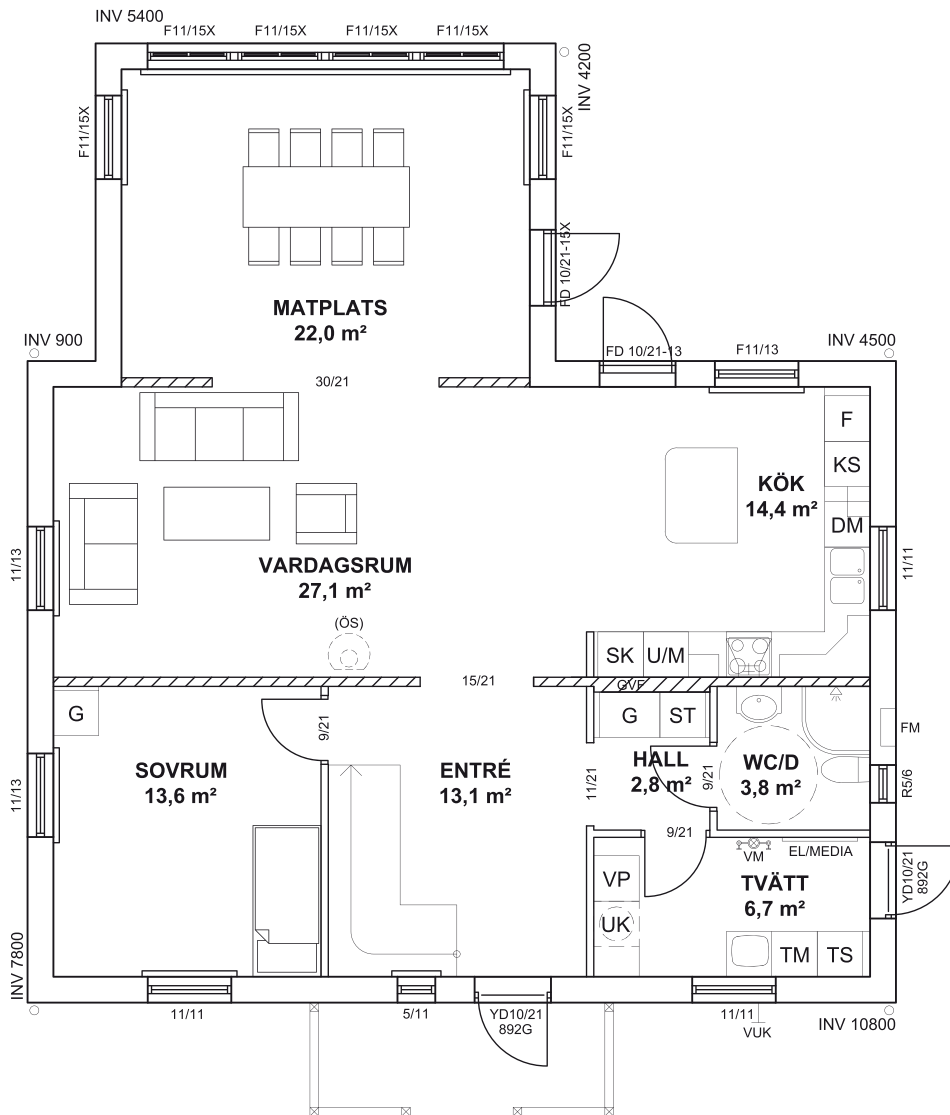 INV 5400
F11/15X
F11/15X
F11/15X
F11/15X
INV 4200
F11/15X
F11/15X
FD 10/21-15X
MATPLATS
22,0 m²
INV 900
INV 4500
FD 10/21-13
F11/13
30/21
F
KS
KÖK
14,4 m²
DM
VARDAGSRUM
27,1 m²
11/13
11/11
(ÖS)
SK
U/M
15/21
GVF
G
9/21
G
ST
FM
SOVRUM
13,6 m²
ENTRÉ
13,1 m²
HALL
2,8 m²
WC/D
3,8 m²
11/13
11/21
9/21
R5/6
9/21
VM
EL/MEDIA
YD10/21
892G
VP
TVÄTT
6,7 m²
UK
TM
TS
INV 7800
11/11
5/11
YD10/21
892G
11/11
VUK
INV 10800